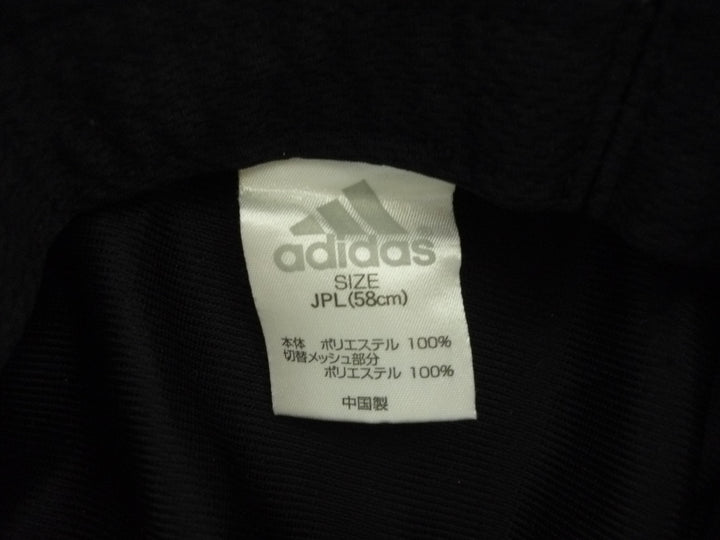 adidas®
SIZE
JPL(58cm)
本体 ポリエステル 100%
切替メッシュ部分
ポリエステル 100%
中国製